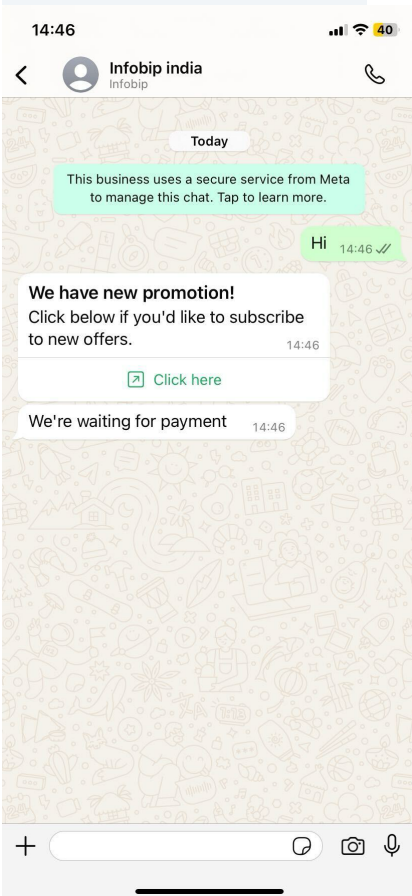 14:46
40
Infobip india
Infobip
Today
This business uses a secure service from Meta
to manage this chat. Tap to learn more.
Hi 14:46
We have new promotion!
Click below if you'd like to subscribe
to new offers.
14:46
Click here
We're waiting for payment 14:46